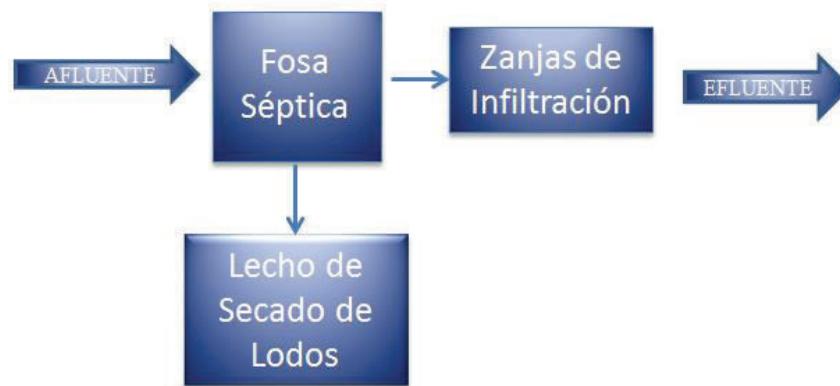 AFLUENTE
Fosa
Séptica
Zanjas de
Infiltración
EFLUENTE
Lecho de
Secado de
Lodos